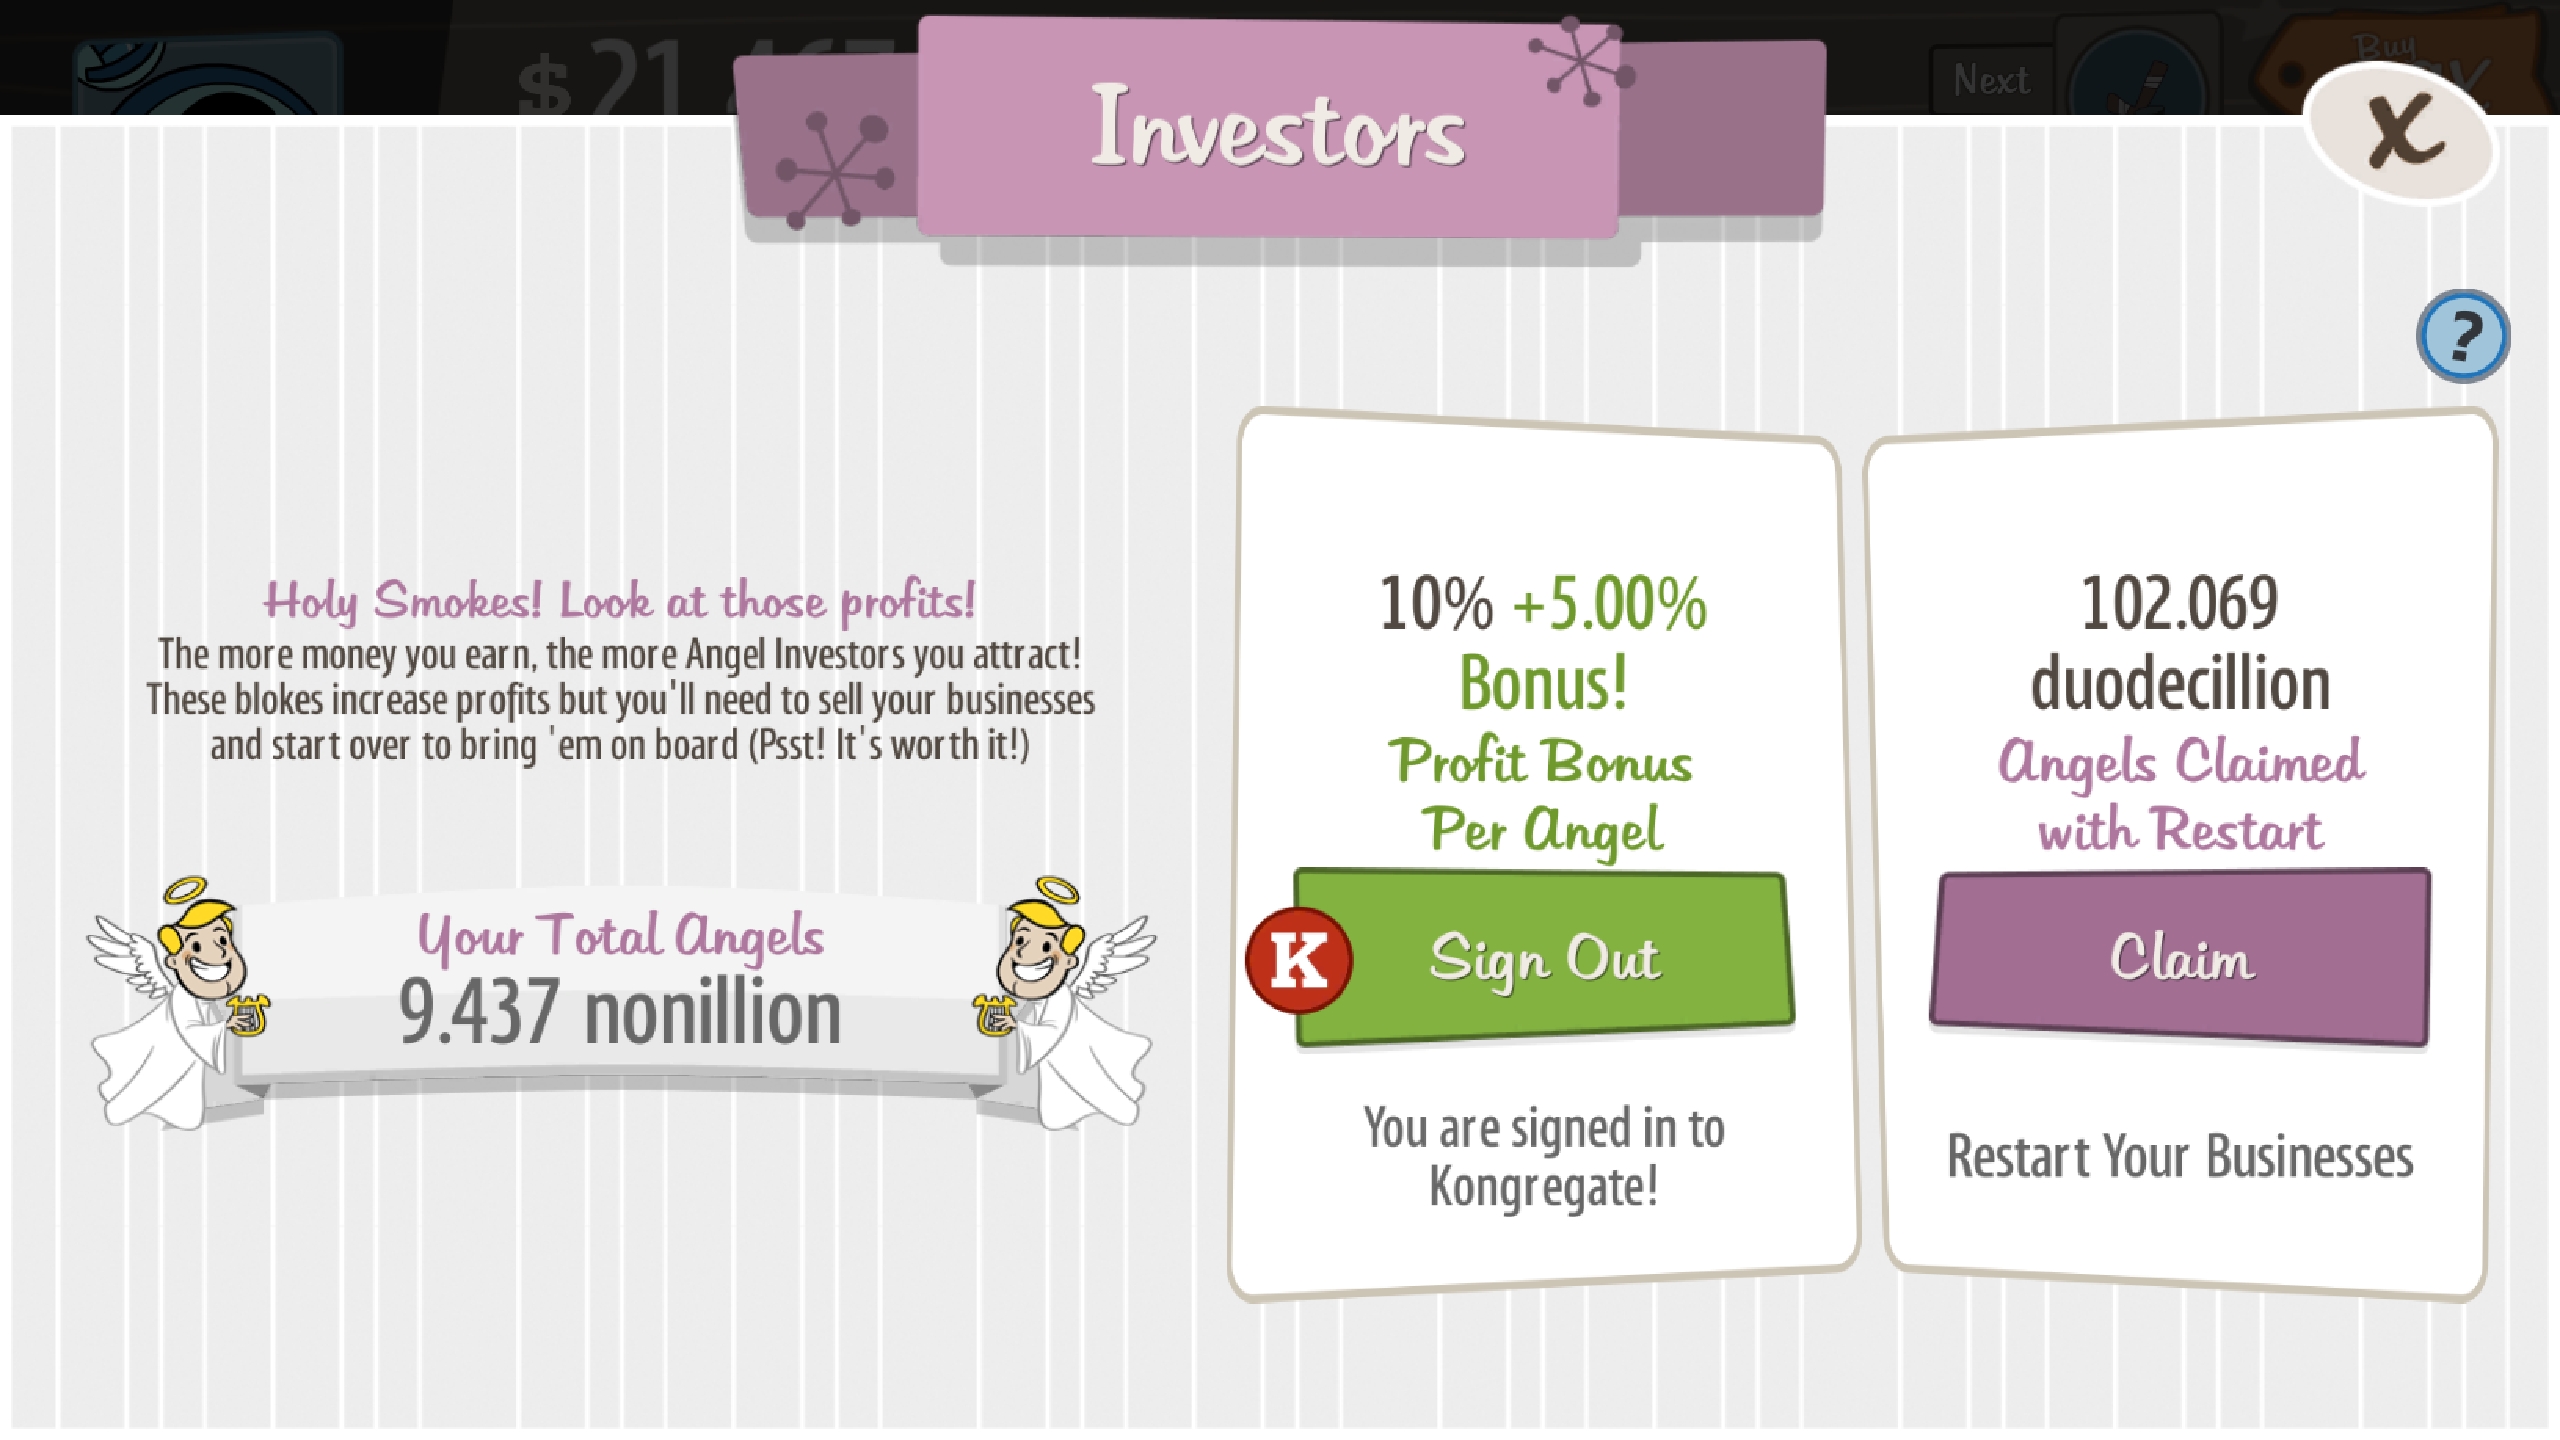 Investors
Next
Buy
X
?
Holy Smokes! Look at those profits!
The more money you earn, the more Angel Investors you attract!
These blokes increase profits but you'll need to sell your businesses
and start over to bring 'em on board (Psst! It's worth it!)
Your Total Angels
9.437 nonillion
10% +5.00%
Bonus!
Profit Bonus
Per Angel
K
Sign Out
You are signed in to
Kongregate!
102.069
duodecillion
Angels Claimed
with Restart
Claim
Restart Your Businesses